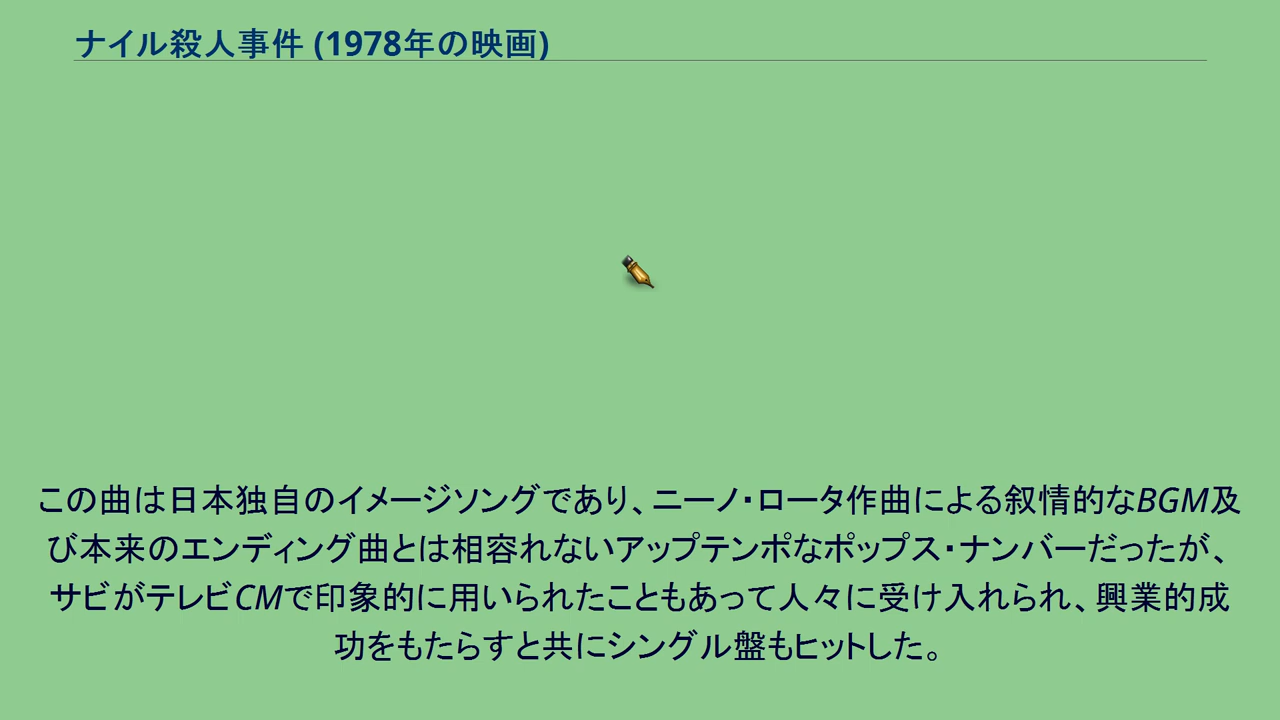 ナイル殺人事件 (1978年の映画)
この曲は日本独自のイメージソングであり、ニーノ・ロータ作曲による叙情的なBGM及
び本来のエンディング曲とは相容れないアップテンポなポップス・ナンバーだったが、
サビがテレビCMで印象的に用いられたこともあって人々に受け入れられ、興業的成
功をもたらすと共にシングル盤もヒットした。